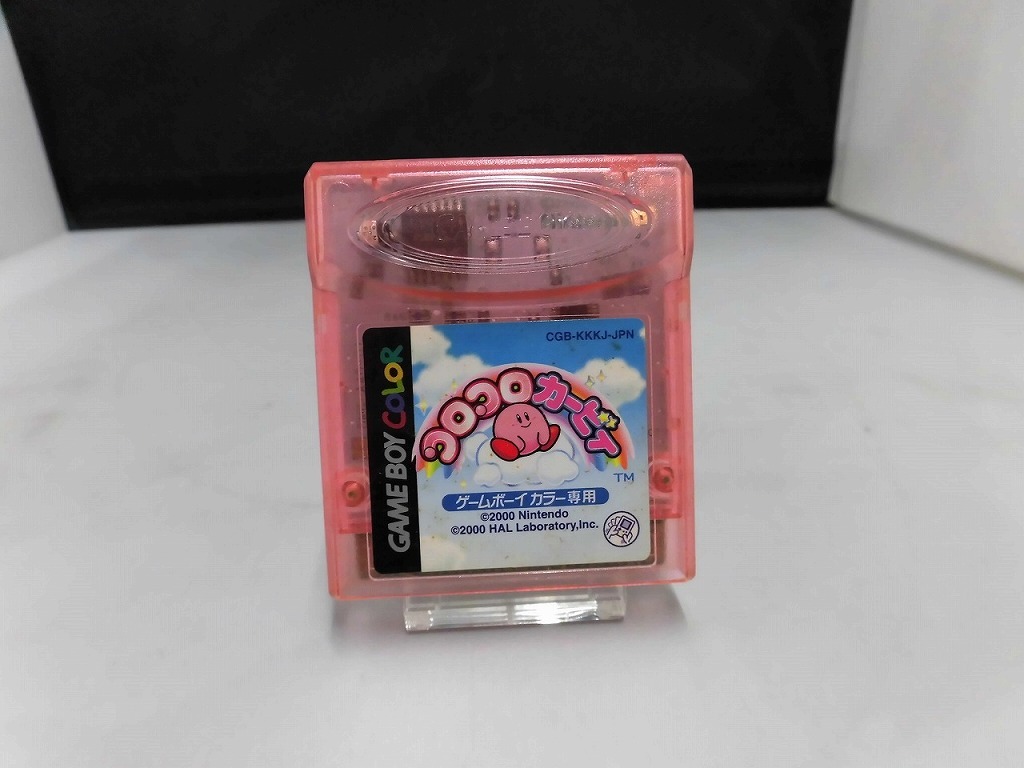 CGB-KKKJ-JPN
GAME BOY COLOR
コロコロカービィ
TM
ゲームボーイカラー専用
©2000 Nintendo
©2000 HAL Laboratory,Inc.